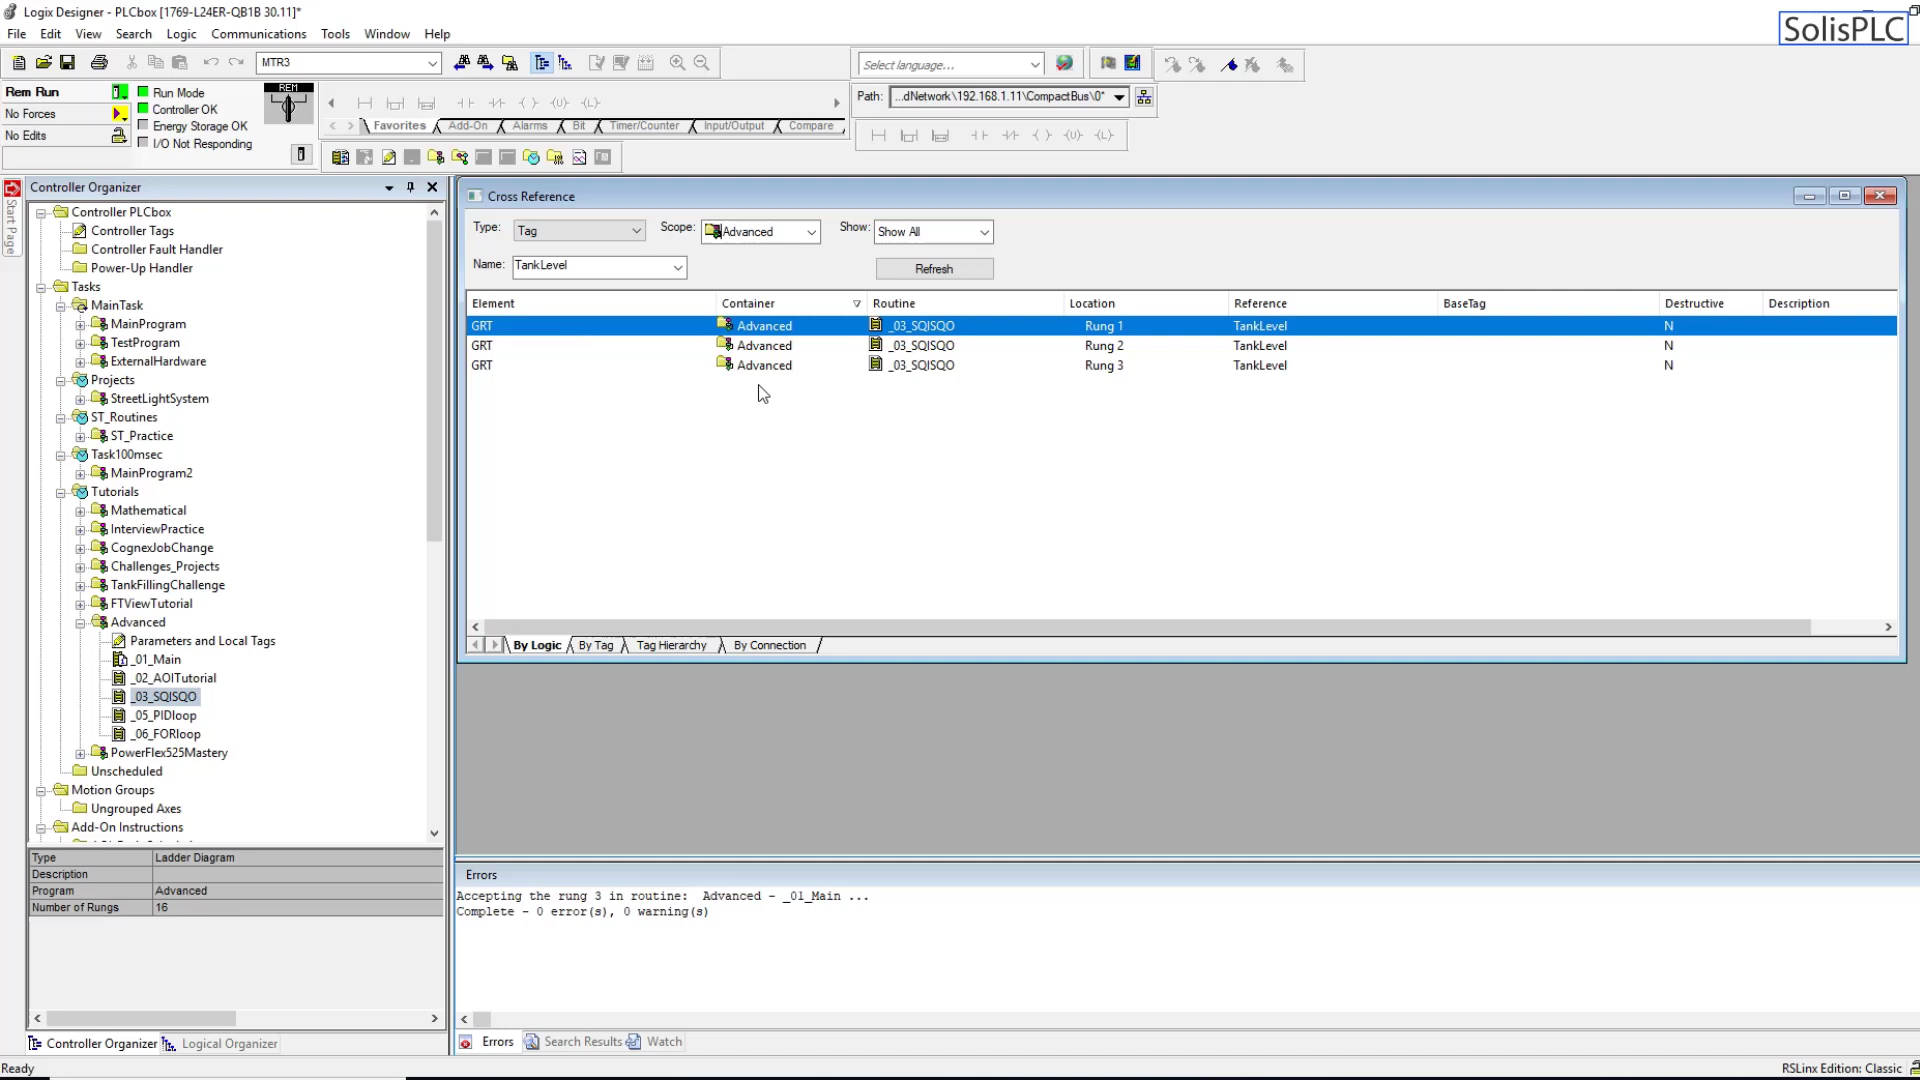 Logix Designer - PLCbox [1769-L24ER-QB1B 30.11]*
SolisPLC
File Edit View Search Logic Communications Tools Window Help
MTR3
Select language...
Rem Run
No Forces
No Edits
Run Mode
Controller OK
Energy Storage OK
I/O Not Responding
REM
Path: ...dNetwork\192.168.1.11\CompactBus\0*
Favorites Add-On Alarms Bit Timer/Counter Input/Output Compare
Start Page
Controller Organizer
Controller PLCbox
Controller Tags
Controller Fault Handler
Power-Up Handler
Tasks
MainTask
MainProgram
TestProgram
ExternalHardware
Projects
StreetLightSystem
ST_Routines
ST_Practice
Task100msec
MainProgram2
Tutorials
Mathematical
InterviewPractice
CognexJobChange
Challenges_Projects
TankFillingChallenge
FTViewTutorial
Advanced
Parameters and Local Tags
_01_Main
_02_AOITutorial
_03_SQISQO
_05_PIDloop
_06_FORloop
PowerFlex525Mastery
Unscheduled
Motion Groups
Ungrouped Axes
Add-On Instructions
Type Ladder Diagram
Description
Program Advanced
Number of Rungs 16
Controller Organizer Logical Organizer
Cross Reference
Type: Tag Scope: Advanced Show: Show All
Name: TankLevel Refresh
Element Container Routine Location Reference BaseTag Destructive Description
GRT Advanced _03_SQISQO Rung 1 TankLevel N
GRT Advanced _03_SQISQO Rung 2 TankLevel N
GRT Advanced _03_SQISQO Rung 3 TankLevel N
By Logic By Tag Tag Hierarchy By Connection
Errors
Accepting the rung 3 in routine: Advanced - _01_Main ...
Complete - 0 error(s), 0 warning(s)
Errors Search Results Watch
Ready
RSLinx Edition: Classic